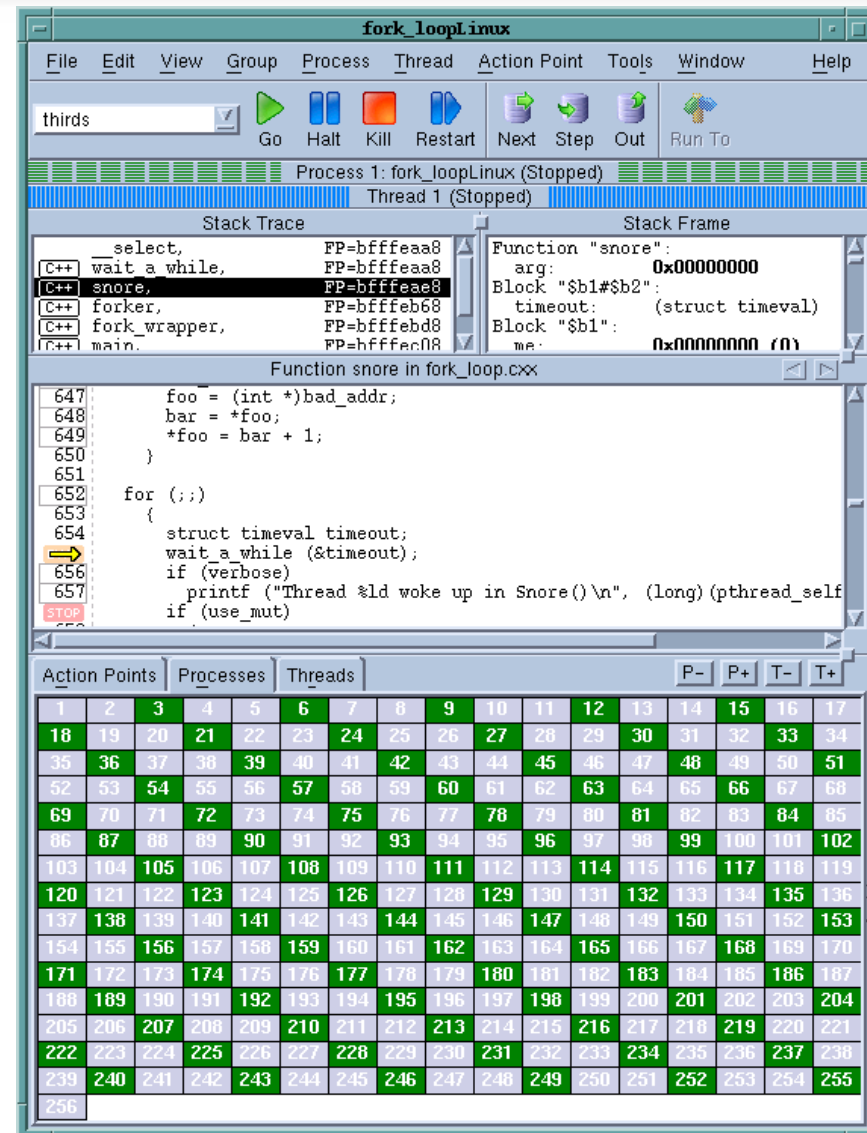 fork_loopLinux
File Edit View Group Process Thread Action Point Tools Window Help
thirds Go Halt Kill Restart Next Step Out Run To
Process 1: fork_loopLinux (Stopped)
Thread 1 (Stopped)
Stack Trace
__select, FP=bfffeaa8
C++ wait_a_while, FP=bfffeaa8
C++ snore, FP=bfffeae8
C++ forker, FP=bfffeb68
C++ fork_wrapper, FP=bfffebd8
C++ main, FP=bfffec08
Stack Frame
Function "snore":
arg: 0x00000000
Block "$b1#$b2":
timeout: (struct timeval)
Block "$b1":
me: 0x00000000 (0)
Function snore in fork_loop.cxx
647 foo = (int *)bad_addr;
648 bar = *foo;
649 *foo = bar + 1;
650 }
651
652 for (;;)
653 {
654 struct timeval timeout;
wait_a_while (&timeout);
656 if (verbose)
657 printf ("Thread %ld woke up in Snore()\n", (long)(pthread_self
STOP if (use_mut)
Action Points Processes Threads P- P+ T- T+
1 2 3 4 5 6 7 8 9 10 11 12 13 14 15 16 17
18 19 20 21 22 23 24 25 26 27 28 29 30 31 32 33 34
35 36 37 38 39 40 41 42 43 44 45 46 47 48 49 50 51
52 53 54 55 56 57 58 59 60 61 62 63 64 65 66 67 68
69 70 71 72 73 74 75 76 77 78 79 80 81 82 83 84 85
86 87 88 89 90 91 92 93 94 95 96 97 98 99 100 101 102
103 104 105 106 107 108 109 110 111 112 113 114 115 116 117 118 119
120 121 122 123 124 125 126 127 128 129 130 131 132 133 134 135 136
137 138 139 140 141 142 143 144 145 146 147 148 149 150 151 152 153
154 155 156 157 158 159 160 161 162 163 164 165 166 167 168 169 170
171 172 173 174 175 176 177 178 179 180 181 182 183 184 185 186 187
188 189 190 191 192 193 194 195 196 197 198 199 200 201 202 203 204
205 206 207 208 209 210 211 212 213 214 215 216 217 218 219 220 221
222 223 224 225 226 227 228 229 230 231 232 233 234 235 236 237 238
239 240 241 242 243 244 245 246 247 248 249 250 251 252 253 254 255
256